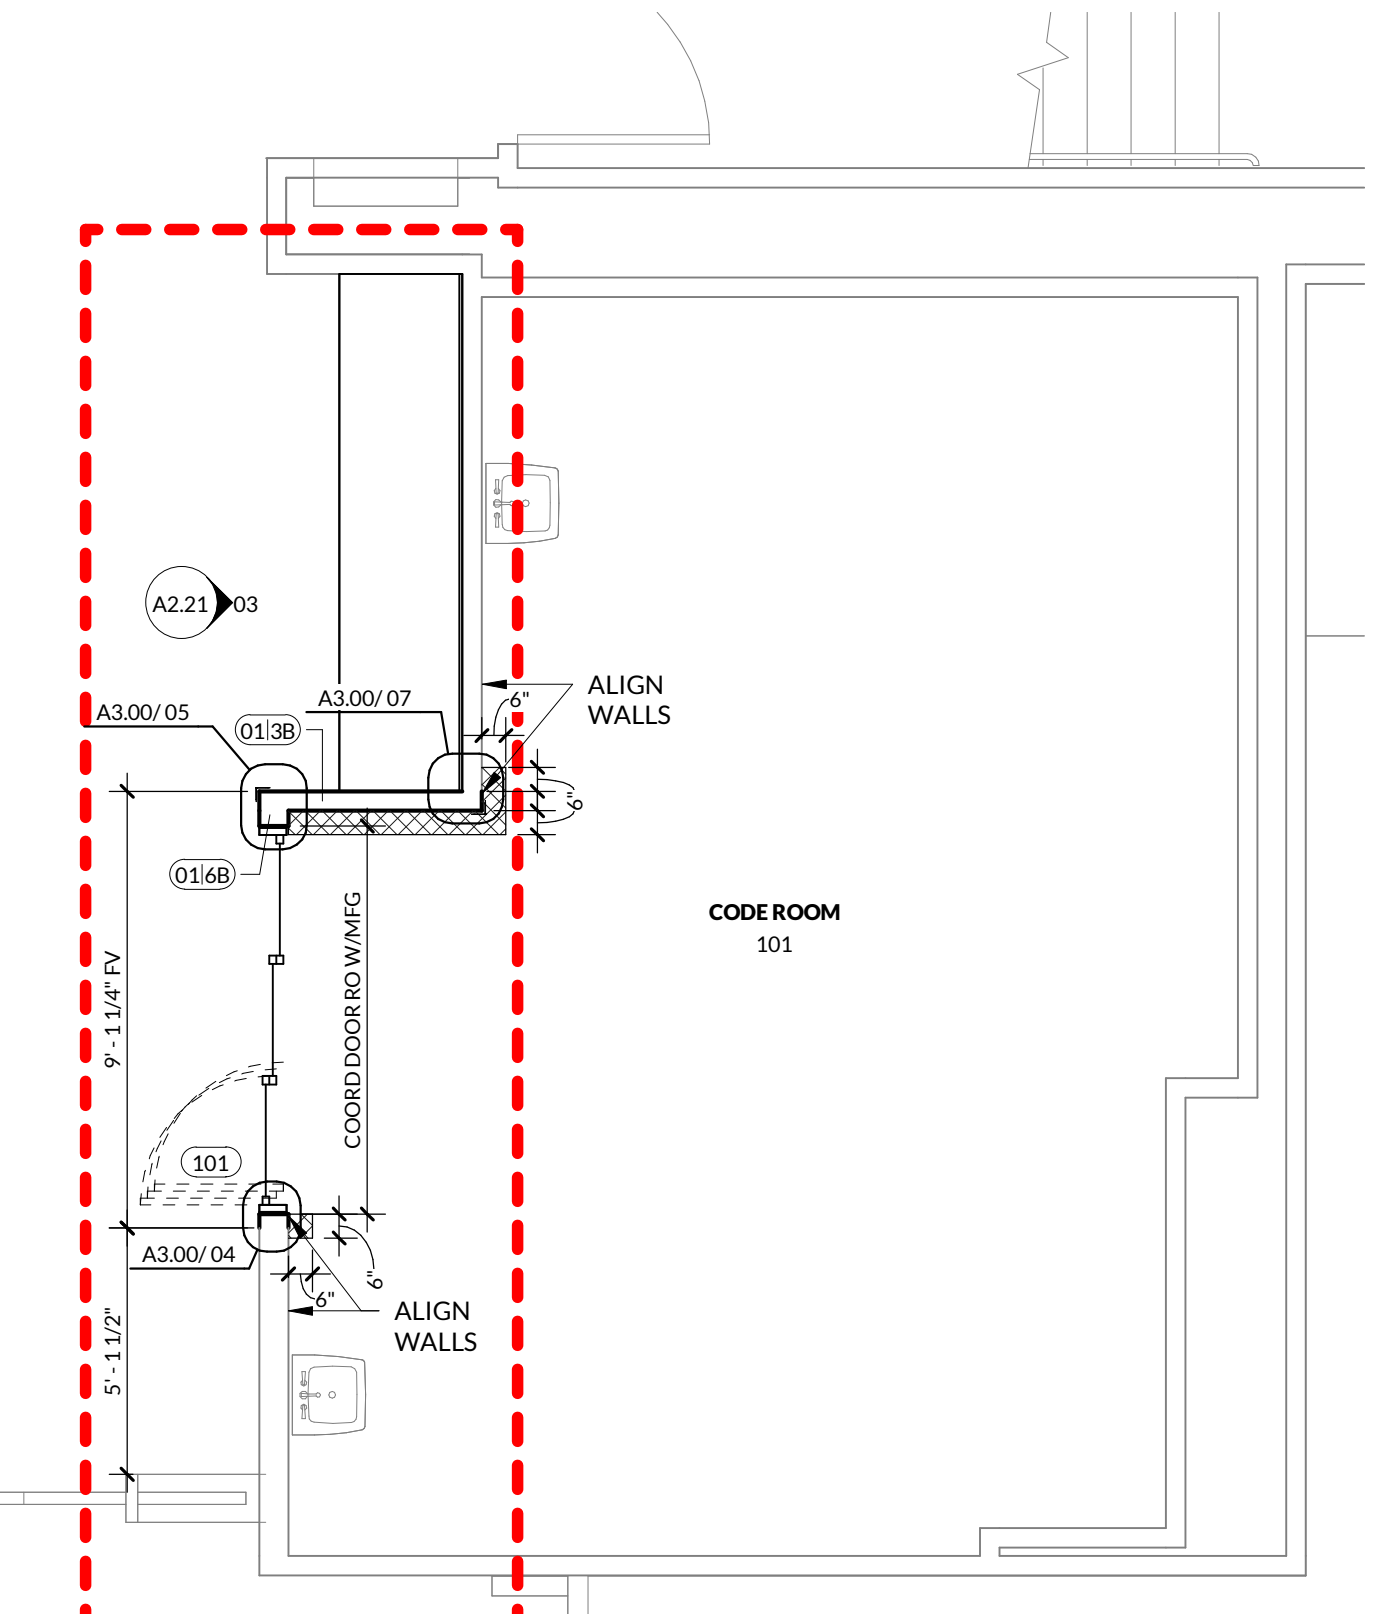 A2.21 03
ALIGN
WALLS
A3.00/ 07
6"
A3.00/ 05
01|3B
6"
01|6B
CODE ROOM
101
9' - 1 1/4" FV
COORD DOOR RO W/MFG
101
A3.00/ 04
6"
6"
ALIGN
WALLS
5' - 1 1/2"